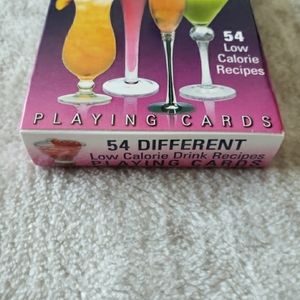 54
Low
Calorie
Recipes
PLAYING CARDS
54 DIFFERENT
Low Calorie Drink Recipes
PLAYING CARDS